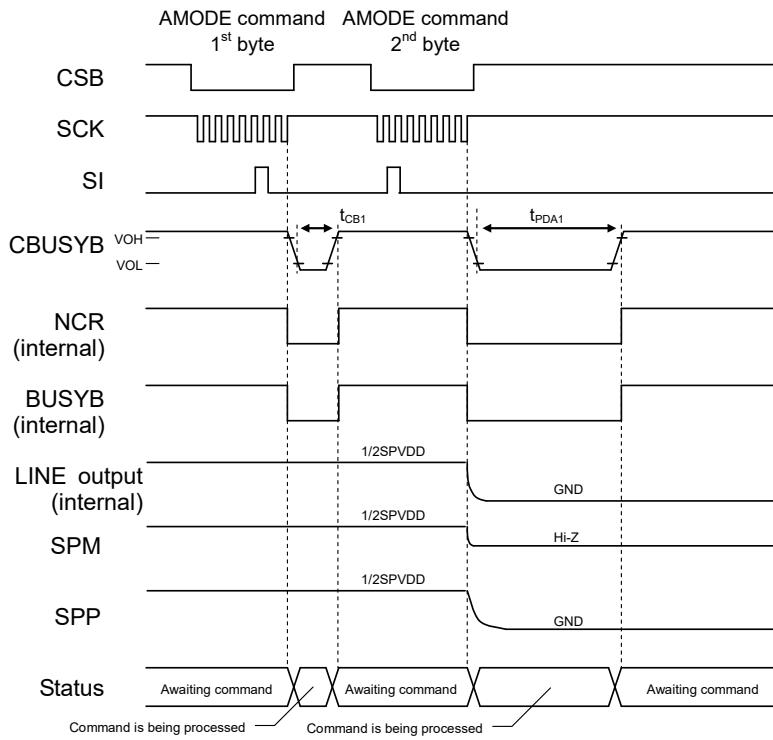 AMODE command
1st byte
AMODE command
2nd byte
CSB
SCK
SI
tCB1
tPDA1
CBUSYB
VOH
VOL
NCR
(internal)
BUSYB
(internal)
1/2SPVDD
LINE output
(internal)
GND
1/2SPVDD
SPM
Hi-Z
1/2SPVDD
SPP
GND
Status
Awaiting command
Awaiting command
Awaiting command
Command is being processed
Command is being processed